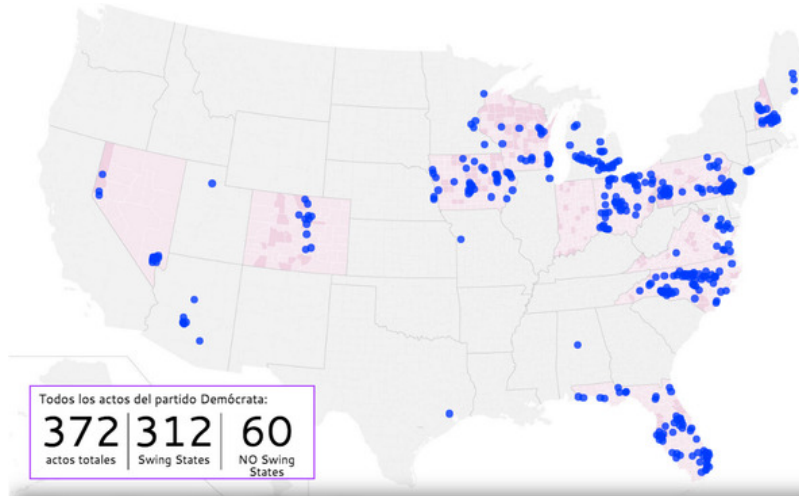 Todos los actos del partido Demócrata:
372 312 60
actos totales Swing States NO Swing
States